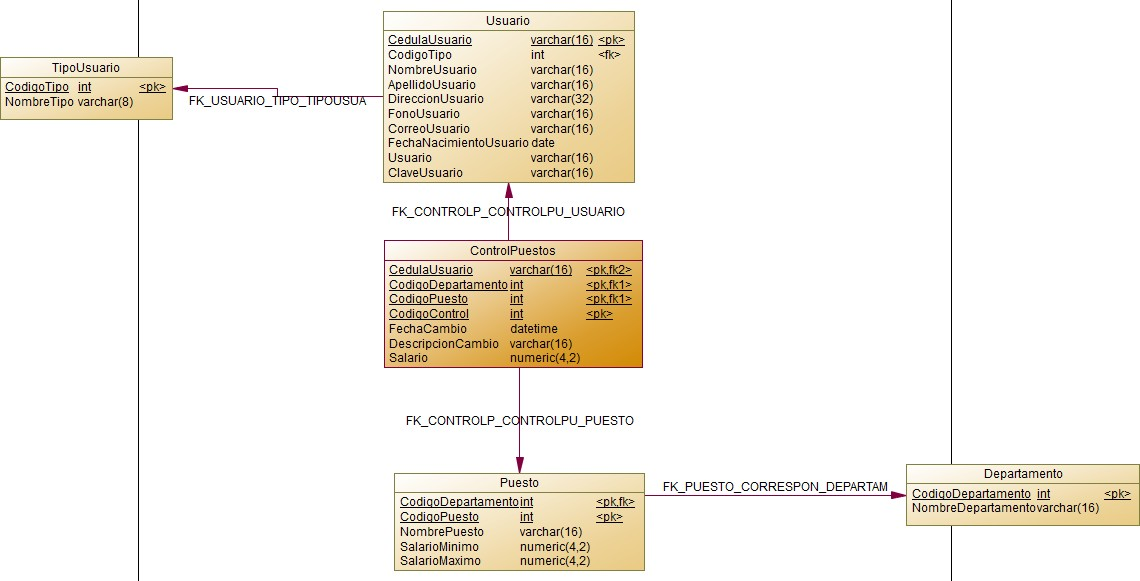 Usuario
CedulaUsuario varchar(16) <pk>
CodigoTipo int <fk>
NombreUsuario varchar(16)
ApellidoUsuario varchar(16)
DireccionUsuario varchar(32)
FonoUsuario varchar(16)
CorreoUsuario varchar(16)
FechaNacimientoUsuario date
Usuario varchar(16)
ClaveUsuario varchar(16)
TipoUsuario
CodigoTipo int <pk>
NombreTipo varchar(8)
FK_USUARIO_TIPO_TIPOUSUA
FK_CONTROLP_CONTROLPU_USUARIO
ControlPuestos
CedulaUsuario varchar(16) <pk,fk2>
CodigoDepartamento int <pk,fk1>
CodigoPuesto int <pk,fk1>
CodigoControl int <pk>
FechaCambio datetime
DescripcionCambio varchar(16)
Salario numeric(4,2)
FK_CONTROLP_CONTROLPU_PUESTO
Puesto
CodigoDepartamento int <pk,fk>
CodigoPuesto int <pk>
NombrePuesto varchar(16)
SalarioMinimo numeric(4,2)
SalarioMaximo numeric(4,2)
FK_PUESTO_CORRESPON_DEPARTAM
Departamento
CodigoDepartamento int <pk>
NombreDepartamento varchar(16)